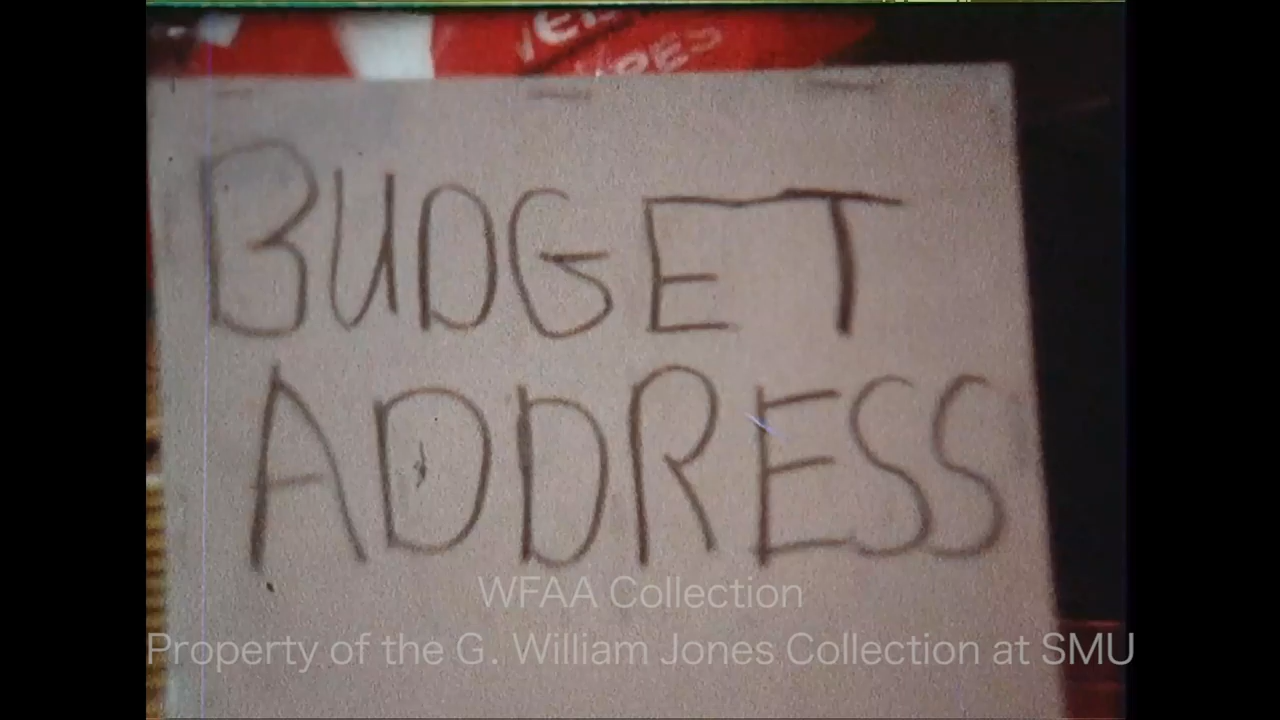 BUDGET
ADDRESS
WFAA Collection
Property of the G. William Jones Collection at SMU